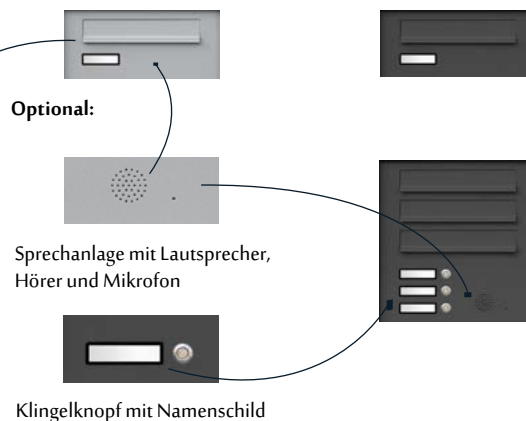 Optional:
Sprechanlage mit Lautsprecher,
Hörer und Mikrofon
Klingelknopf mit Namenschild